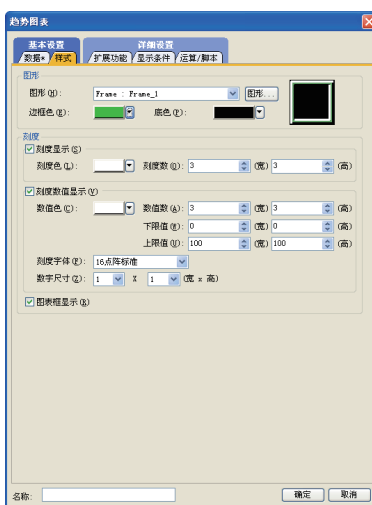 趋势图表
基本设置 详细设置
数据* 样式 扩展功能 显示条件 运算/脚本
图形
图形(H): Frame : Frame_1 图形...
边框色(E): 底色(P):
刻度
刻度显示(S)
刻度色(L): 刻度数(Q): 3 (宽) 3 (高)
刻度数值显示(V)
数值色(C): 数值数(A): 3 (宽) 3 (高)
下限值(W): 0 (宽) 0 (高)
上限值(U): 100 (宽) 100 (高)
刻度字体(F): 16点阵标准
数字尺寸(Z): 1 X 1 (宽 x 高)
图表框显示(R)
名称: 确定 取消